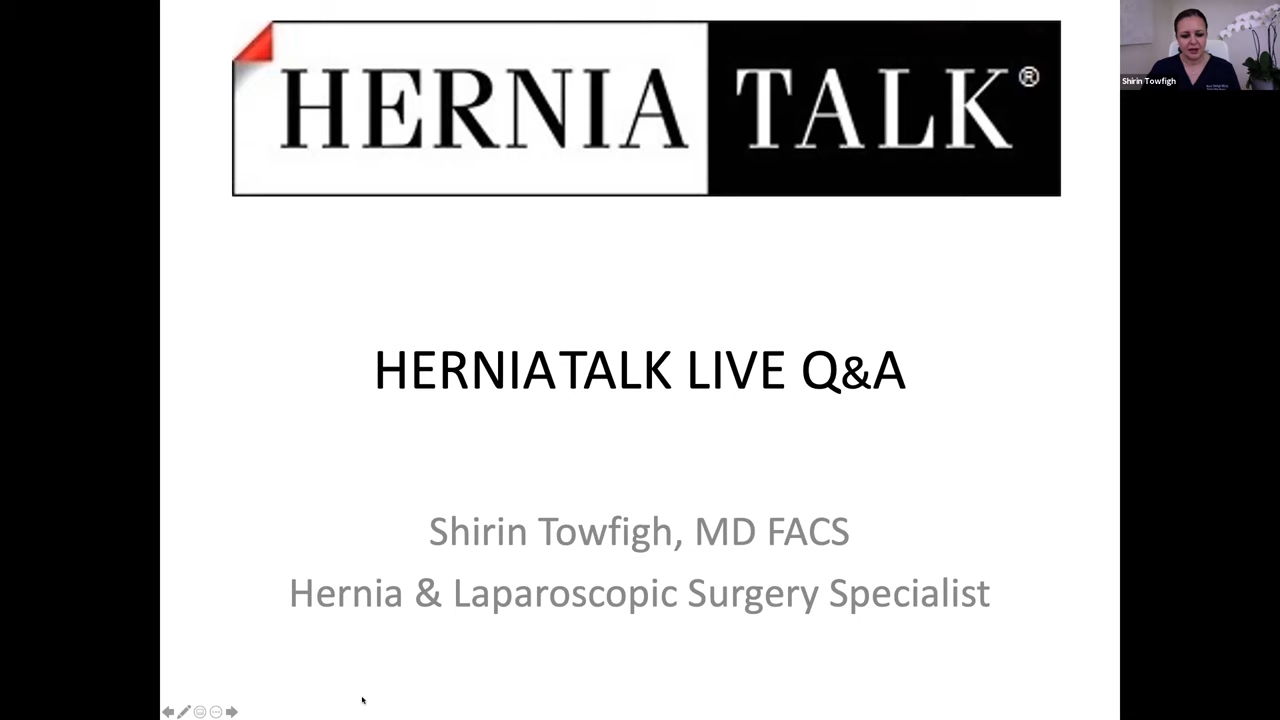 HERNIA TALK®
Shirin Towfigh
HERNIATALK LIVE Q&A
Shirin Towfigh, MD FACS
Hernia & Laparoscopic Surgery Specialist